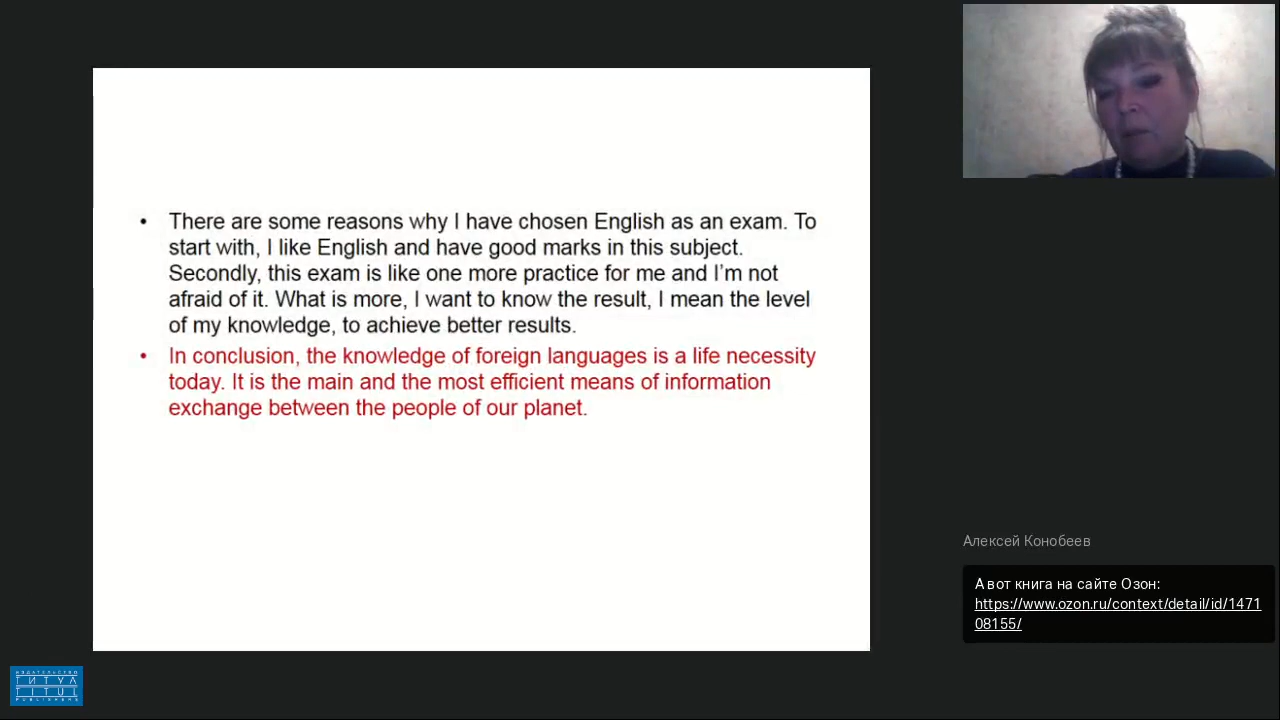 • There are some reasons why I have chosen English as an exam. To
start with, I like English and have good marks in this subject.
Secondly, this exam is like one more practice for me and I'm not
afraid of it. What is more, I want to know the result, I mean the level
of my knowledge, to achieve better results.
• In conclusion, the knowledge of foreign languages is a life necessity
today. It is the main and the most efficient means of information
exchange between the people of our planet.
Алексей Конобеев
А вот книга на сайте Озон:
https://www.ozon.ru/context/detail/id/1471
08155/
ИЗДАТЕЛЬСТВО
ТИТУЛ
TITUL
PUBLISHERS